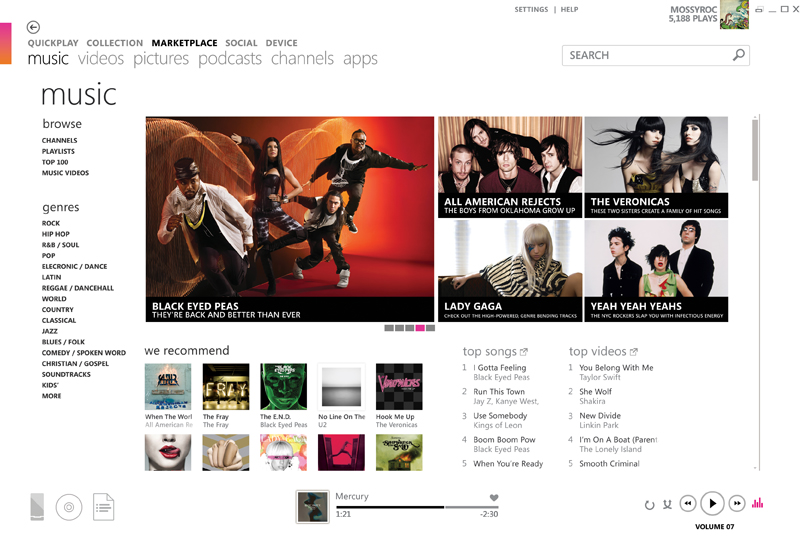 SETTINGS | HELP
MOSSYROC
5,188 PLAYS
QUICKPLAY COLLECTION MARKETPLACE SOCIAL DEVICE
music videos pictures podcasts channels apps
SEARCH
music
browse
CHANNELS
PLAYLISTS
TOP 100
MUSIC VIDEOS
genres
ROCK
HIP HOP
R&B / SOUL
POP
ELECRONIC / DANCE
LATIN
REGGAE / DANCEHALL
WORLD
COUNTRY
CLASSICAL
JAZZ
BLUES / FOLK
COMEDY / SPOKEN WORD
CHRISTIAN / GOSPEL
SOUNDTRACKS
KIDS'
MORE
BLACK EYED PEAS
THEY'RE BACK AND BETTER THAN EVER
ALL AMERICAN REJECTS
THE BOYS FROM OKLAHOMA GROW UP
THE VERONICAS
THESE TWO SISTERS CREATE A FAMILY OF HIT SONGS
LADY GAGA
CHECK OUT THE HIGH-POWERED, GENRE BENDING TRACKS
YEAH YEAH YEAHS
THE NYC ROCKERS SLAP YOU WITH INFECTIOUS ENERGY
we recommend
FRAY
When The Worl
All American Re
The Fray
The Fray
The E.N.D.
Black Eyed Peas
No Line On The
U2
Hook Me Up
The Veronicas
top songs
1 I Gotta Feeling
Black Eyed Peas
2 Run This Town
Jay Z, Kanye West,
3 Use Somebody
Kings of Leon
4 Boom Boom Pow
Black Eyed Peas
5 When You're Ready
top videos
1 You Belong With Me
Taylor Swift
2 She Wolf
Shakira
3 New Divide
Linkin Park
4 I'm On A Boat (Paren
The Lonely Island
5 Smooth Criminal
Mercury
1:21
-2:30
VOLUME 07